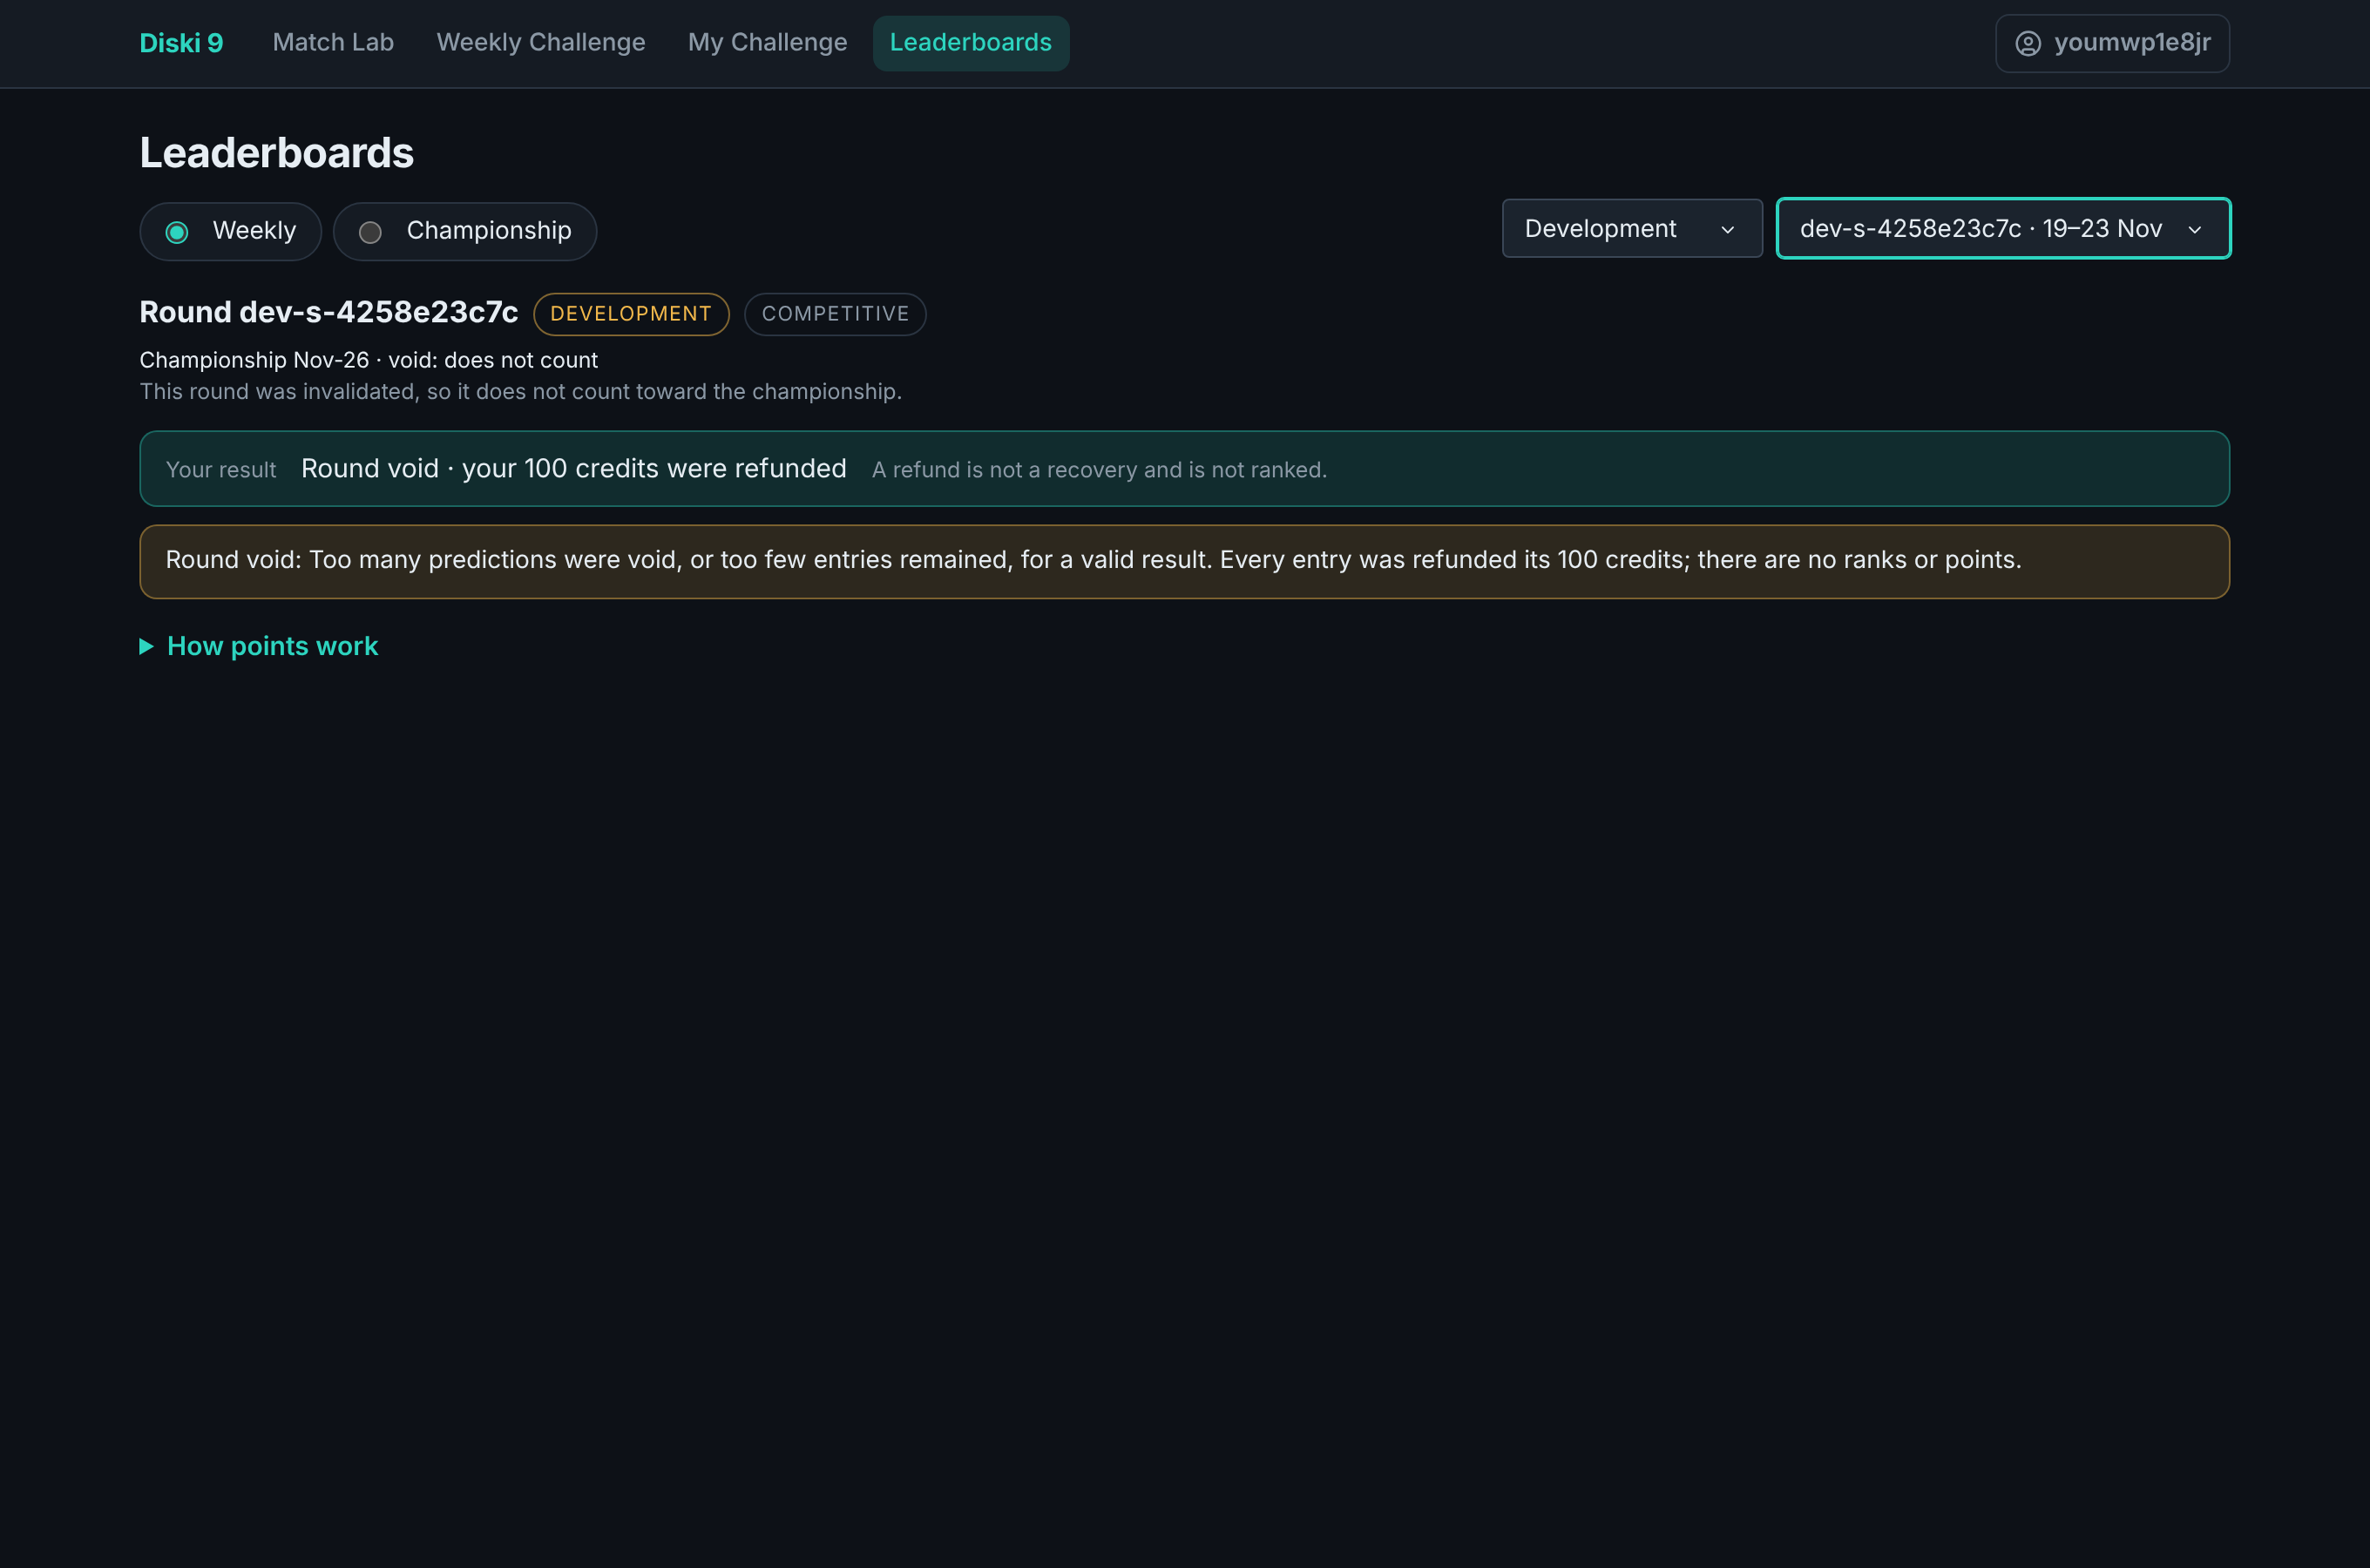 Diski 9 Match Lab Weekly Challenge My Challenge Leaderboards youmwp1e8jr
Leaderboards
Weekly Championship Development dev-s-4258e23c7c · 19–23 Nov
Round dev-s-4258e23c7c DEVELOPMENT COMPETITIVE
Championship Nov-26 · void: does not count
This round was invalidated, so it does not count toward the championship.
Your result Round void · your 100 credits were refunded A refund is not a recovery and is not ranked.
Round void: Too many predictions were void, or too few entries remained, for a valid result. Every entry was refunded its 100 credits; there are no ranks or points.
How points work